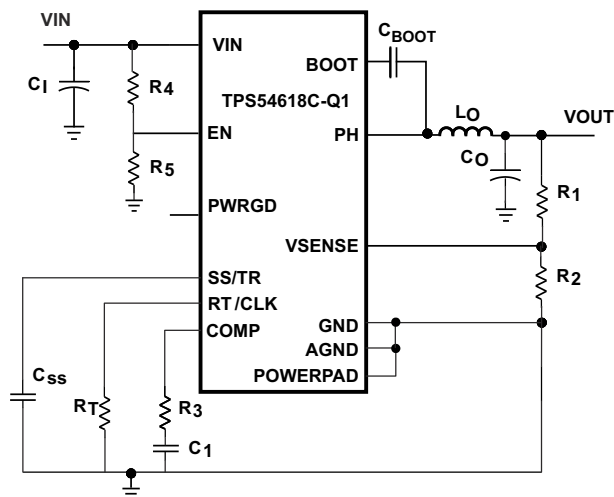 VIN
VIN
C_BOOT
BOOT
C_I
R4
TPS54618C-Q1
L_O
VOUT
EN
PH
R5
C_O
R1
PWRGD
VSENSE
SS/TR
R2
RT/CLK
COMP
GND
AGND
C_SS
POWERPAD
R_T
R3
C1